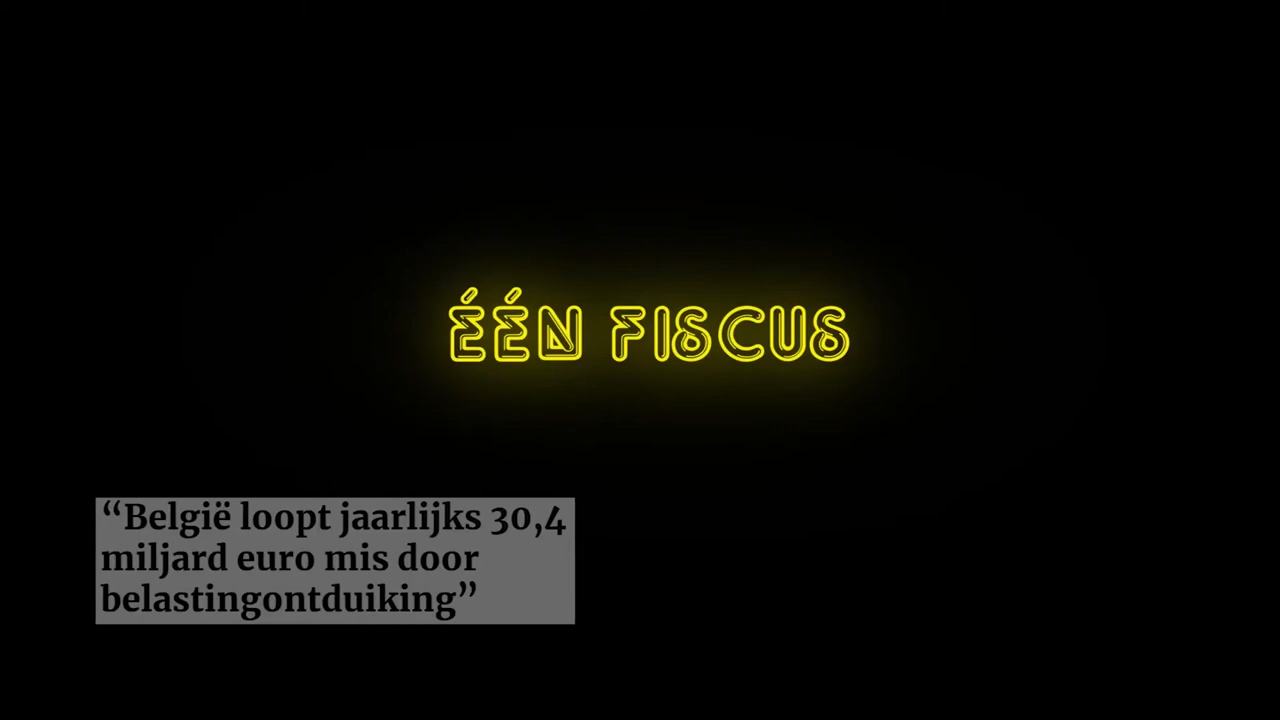 ÉÉN FISCUS
“België loopt jaarlijks 30,4
miljard euro mis door
belastingontduiking”